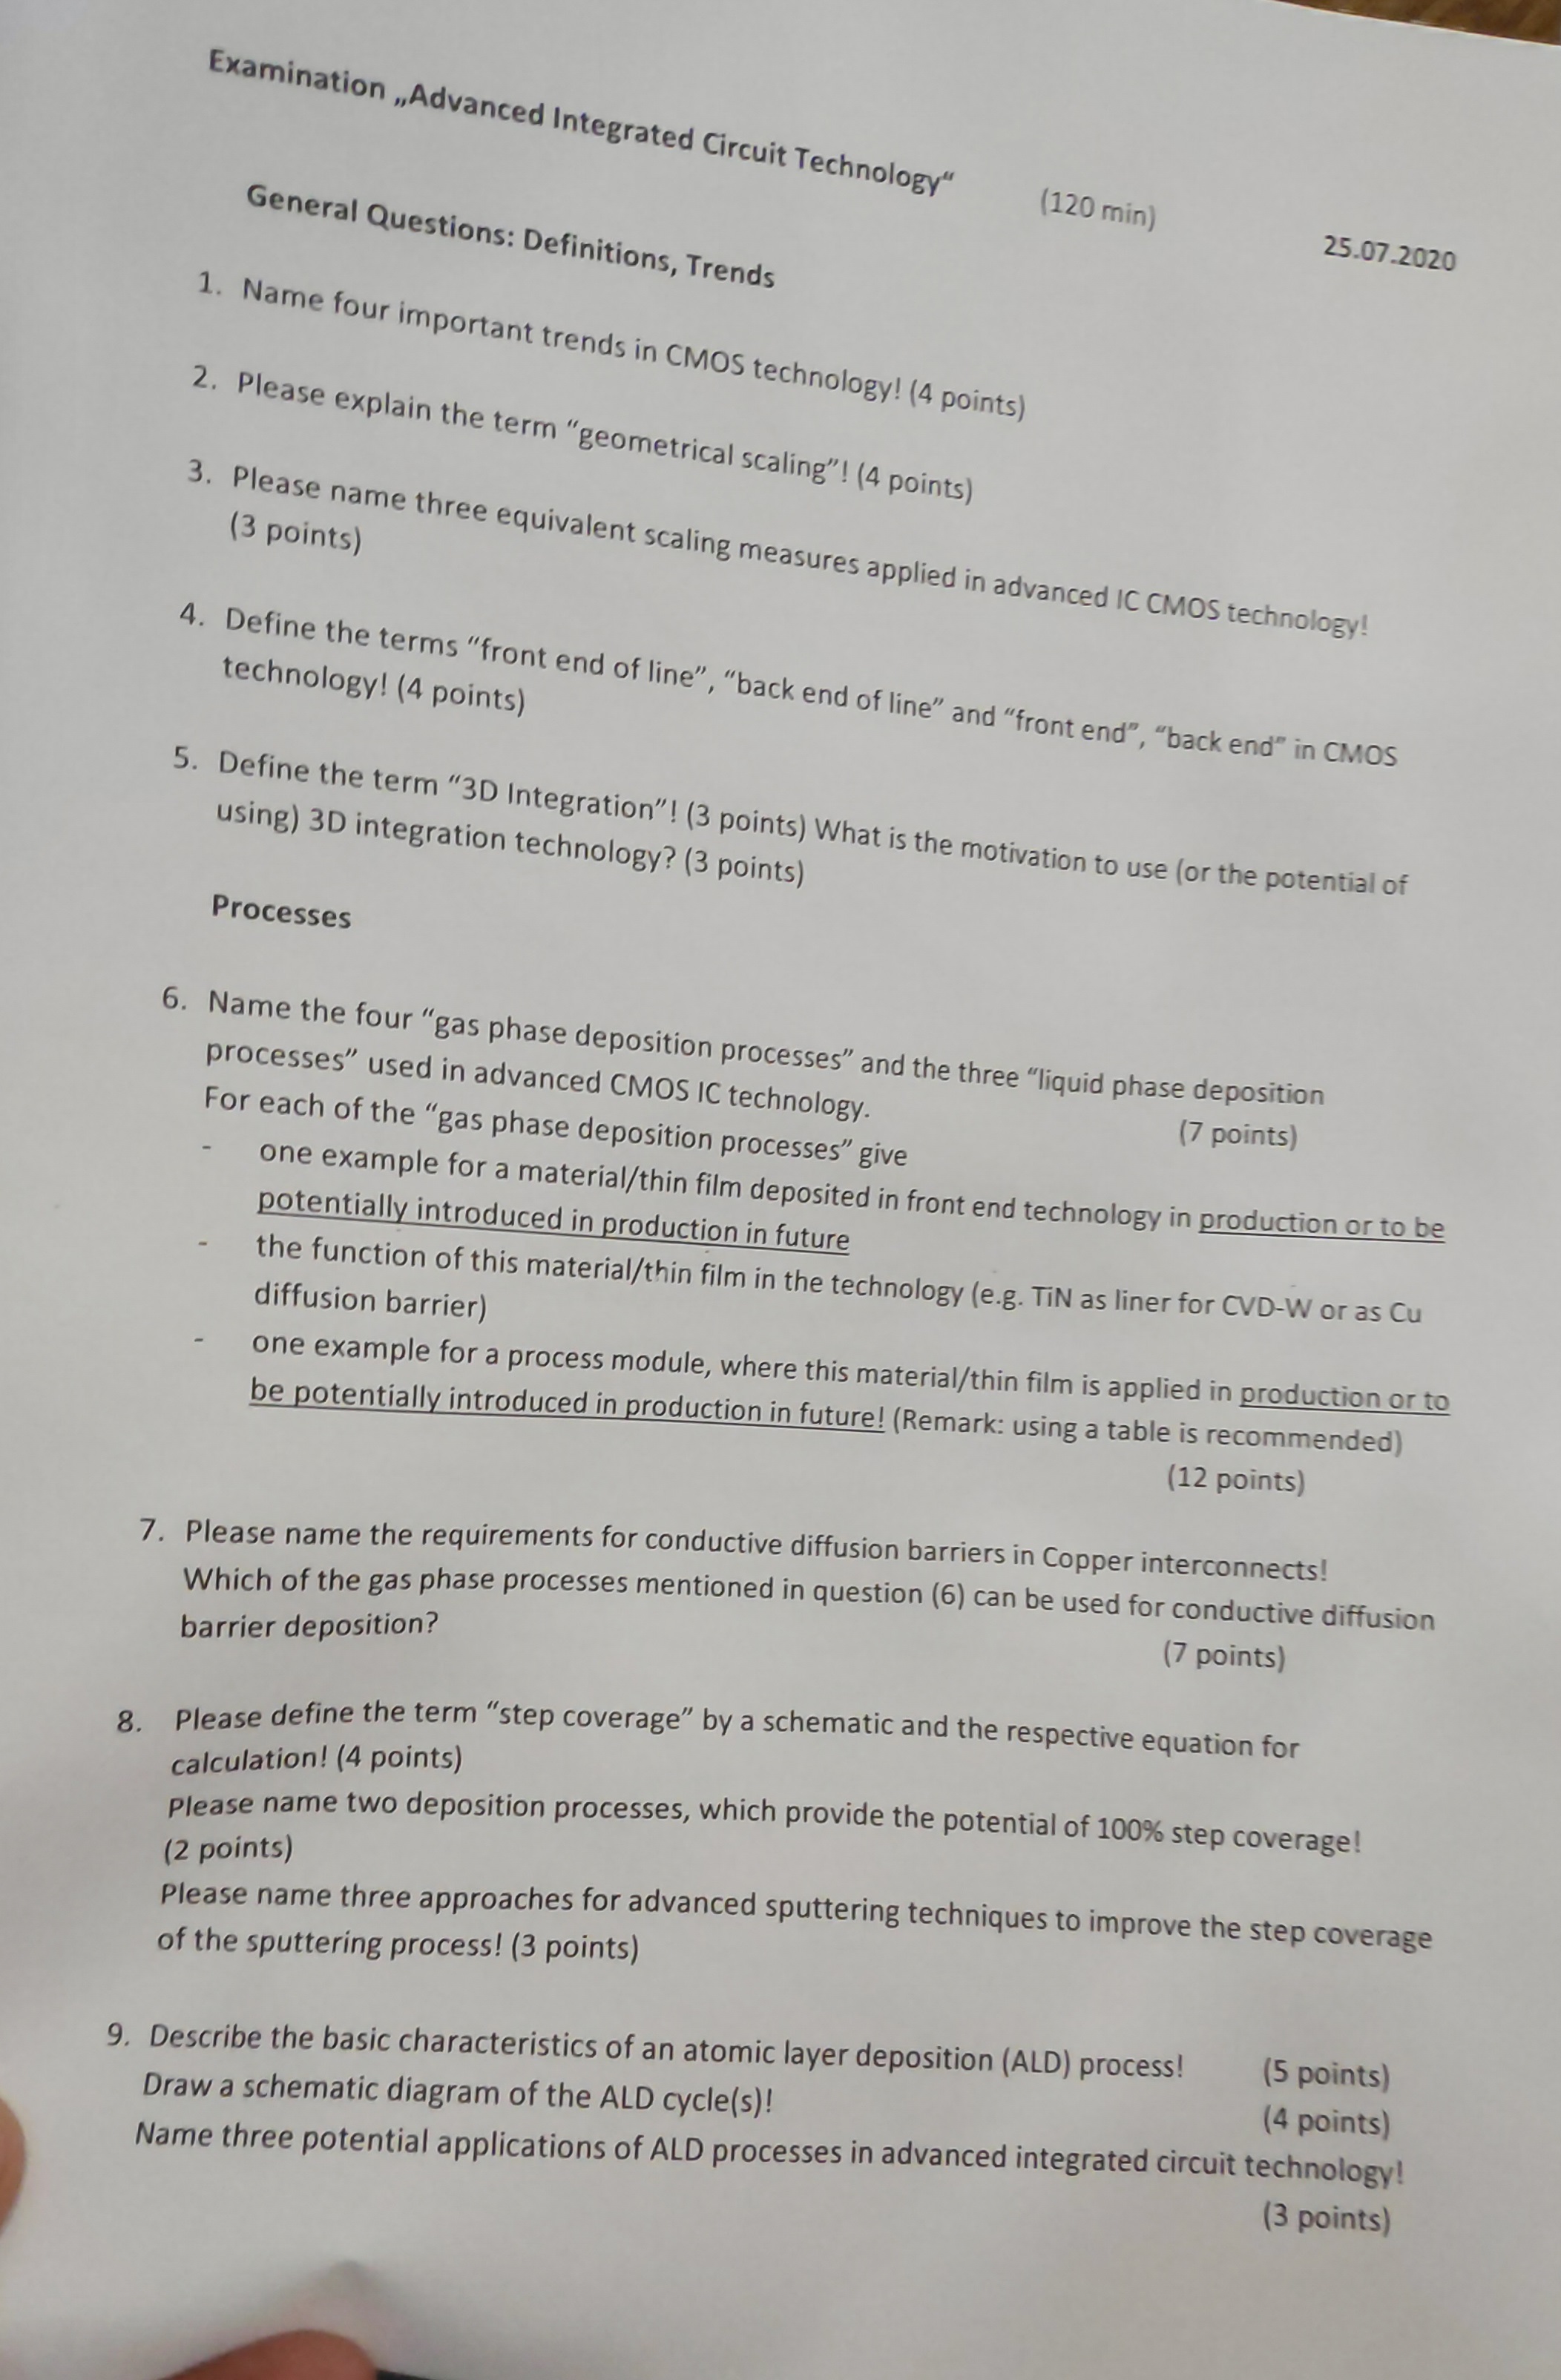 Examination „Advanced Integrated Circuit Technology“ (120 min) 25.07.2020
General Questions: Definitions, Trends
1. Name four important trends in CMOS technology! (4 points)
2. Please explain the term “geometrical scaling”! (4 points)
3. Please name three equivalent scaling measures applied in advanced IC CMOS technology!
(3 points)
4. Define the terms “front end of line”, “back end of line” and “front end”, “back end” in CMOS
technology! (4 points)
5. Define the term “3D Integration”! (3 points) What is the motivation to use (or the potential of
using) 3D integration technology? (3 points)
Processes
6. Name the four “gas phase deposition processes” and the three “liquid phase deposition
processes” used in advanced CMOS IC technology. (7 points)
For each of the “gas phase deposition processes” give
- one example for a material/thin film deposited in front end technology in production or to be
potentially introduced in production in future
- the function of this material/thin film in the technology (e.g. TiN as liner for CVD-W or as Cu
diffusion barrier)
- one example for a process module, where this material/thin film is applied in production or to
be potentially introduced in production in future! (Remark: using a table is recommended)
(12 points)
7. Please name the requirements for conductive diffusion barriers in Copper interconnects!
Which of the gas phase processes mentioned in question (6) can be used for conductive diffusion
barrier deposition? (7 points)
8. Please define the term “step coverage” by a schematic and the respective equation for
calculation! (4 points)
Please name two deposition processes, which provide the potential of 100% step coverage!
(2 points)
Please name three approaches for advanced sputtering techniques to improve the step coverage
of the sputtering process! (3 points)
9. Describe the basic characteristics of an atomic layer deposition (ALD) process! (5 points)
Draw a schematic diagram of the ALD cycle(s)! (4 points)
Name three potential applications of ALD processes in advanced integrated circuit technology!
(3 points)